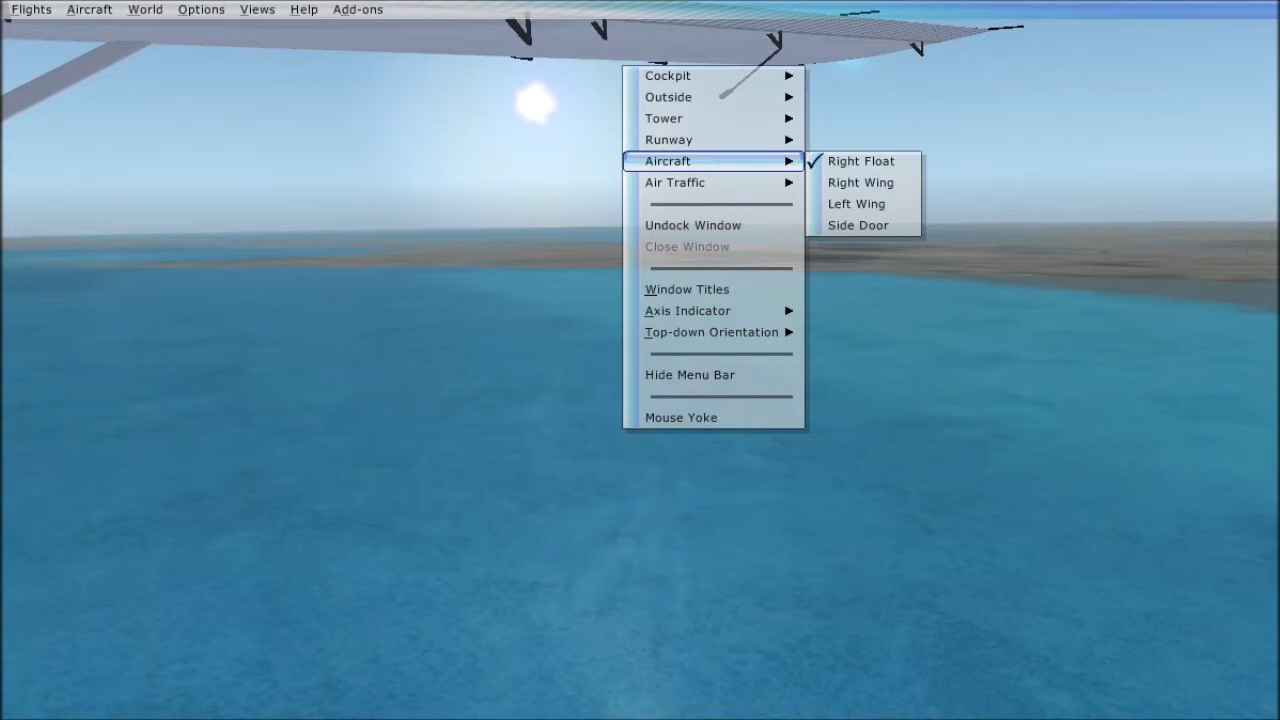 Flights Aircraft World Options Views Help Add-ons
Cockpit
Outside
Tower
Runway
Aircraft
Air Traffic
Undock Window
Close Window
Window Titles
Axis Indicator
Top-down Orientation
Hide Menu Bar
Mouse Yoke
Right Float
Right Wing
Left Wing
Side Door